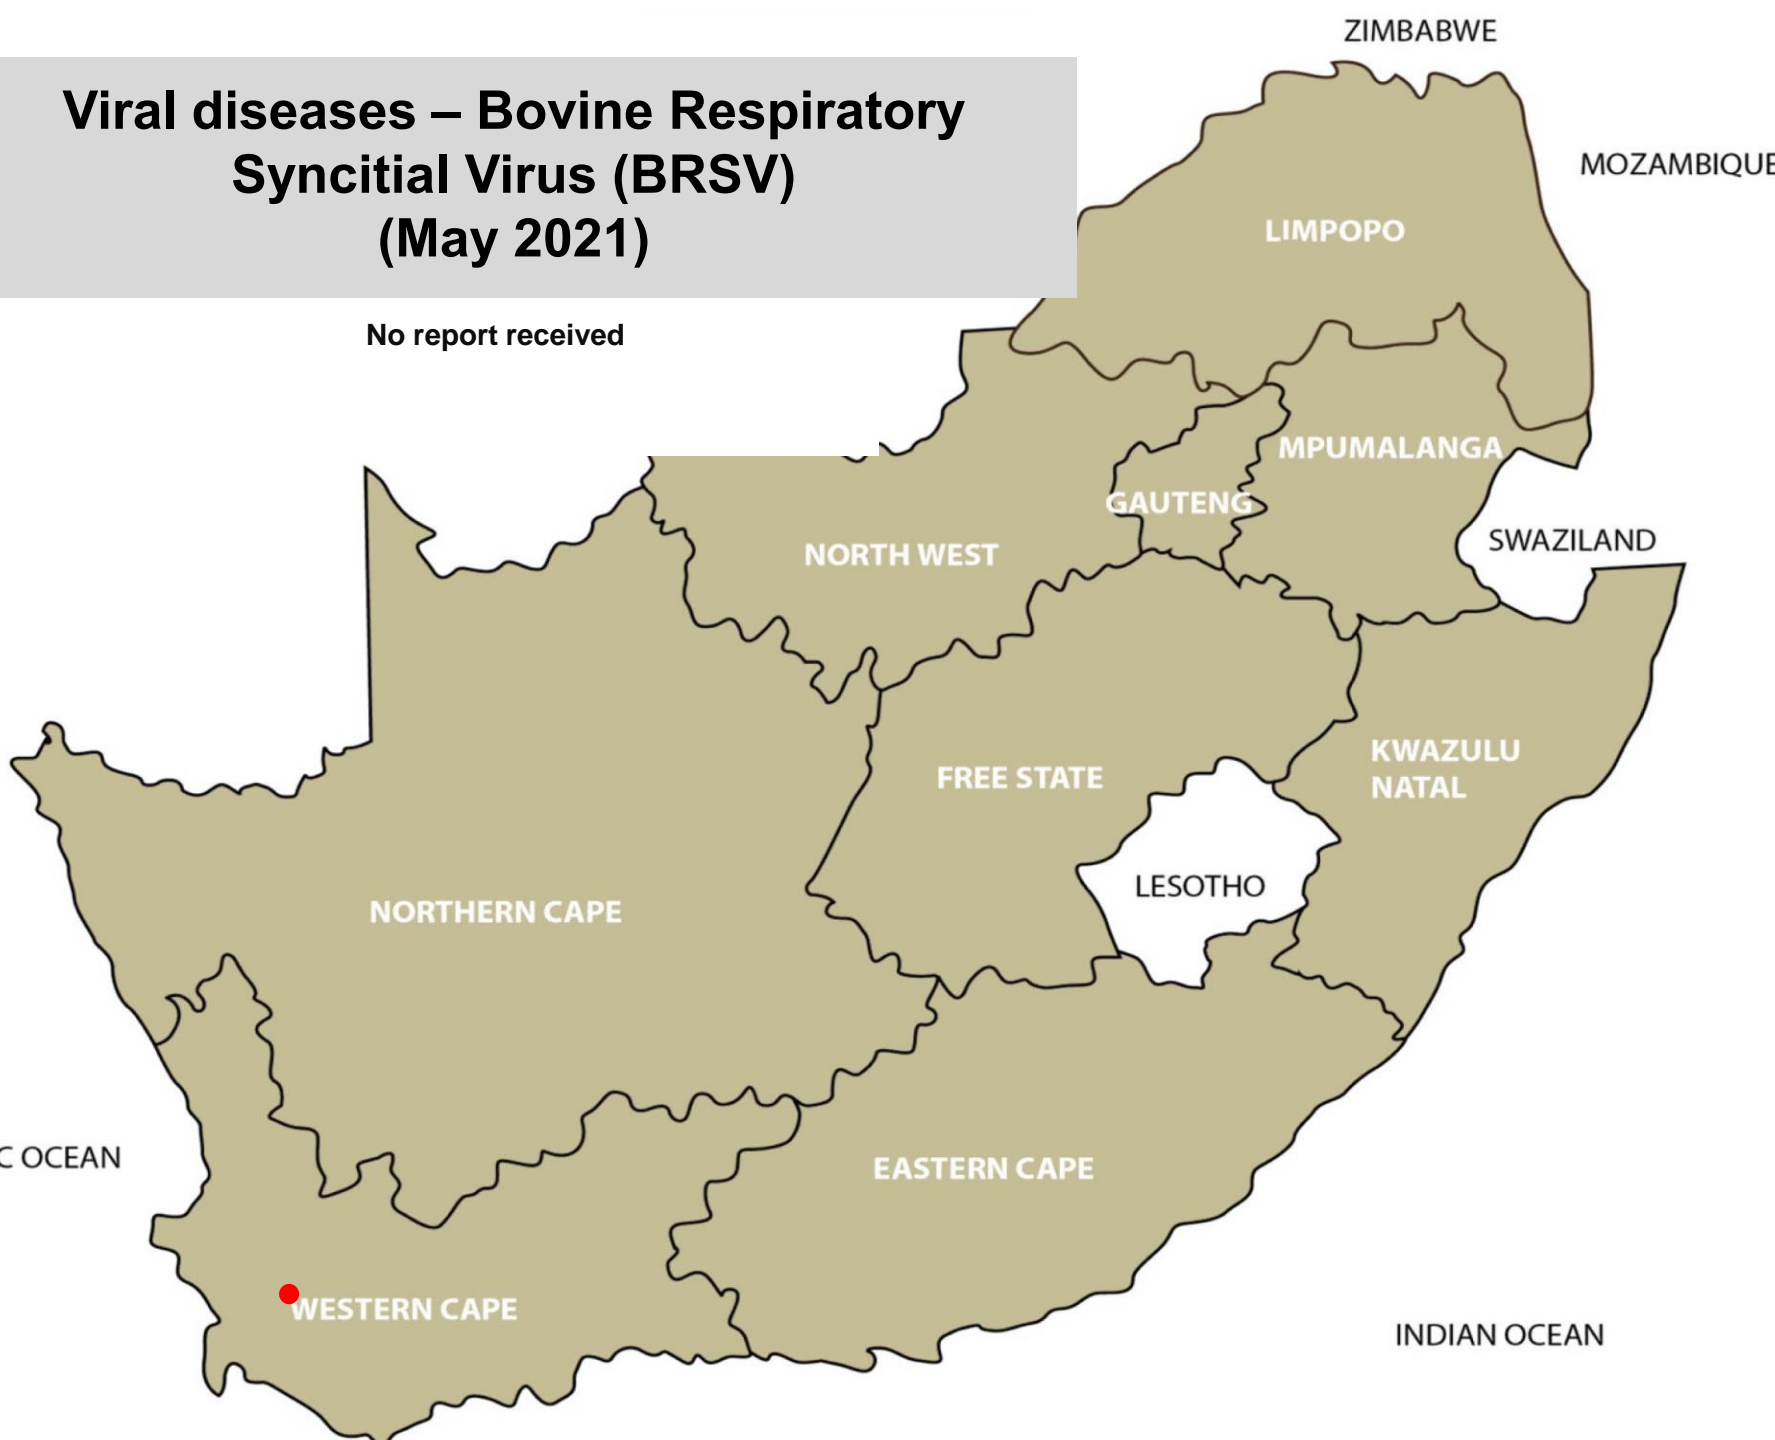 ZIMBABWE
Viral diseases – Bovine Respiratory
Syncitial Virus (BRSV)
(May 2021)
MOZAMBIQUE
LIMPOPO
No report received
MPUMALANGA
GAUTENG
SWAZILAND
NORTH WEST
KWAZULU
NATAL
FREE STATE
LESOTHO
NORTHERN CAPE
C OCEAN
EASTERN CAPE
WESTERN CAPE
INDIAN OCEAN